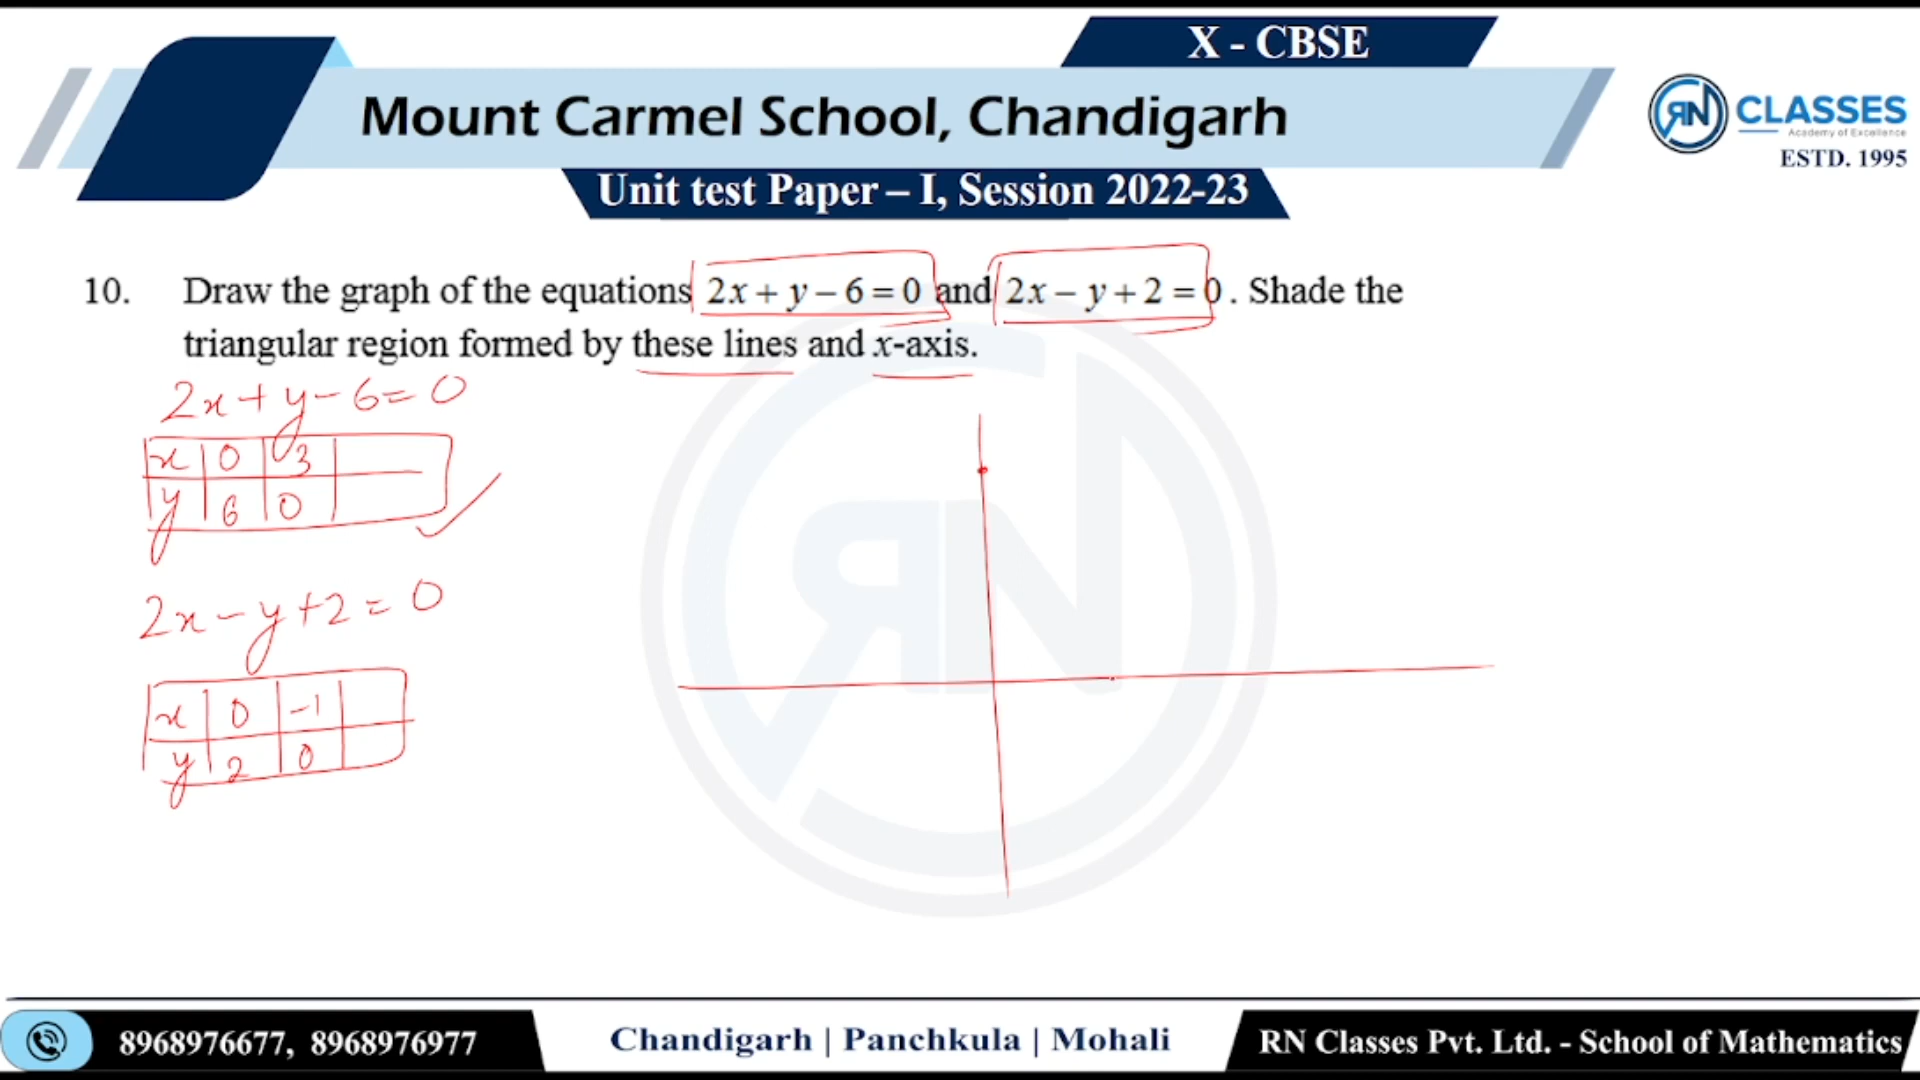 X - CBSE
Mount Carmel School, Chandigarh
RN CLASSES
Academy of Excellence
ESTD. 1995
Unit test Paper – I, Session 2022-23
10. Draw the graph of the equations 2x + y – 6 = 0 and 2x – y + 2 = 0 . Shade the
triangular region formed by these lines and x-axis.
2x + y - 6 = 0
x 0 3
y 6 0
2x - y + 2 = 0
x 0 -1
y 2 0
RN
8968976677, 8968976977
Chandigarh | Panchkula | Mohali
RN Classes Pvt. Ltd. - School of Mathematics